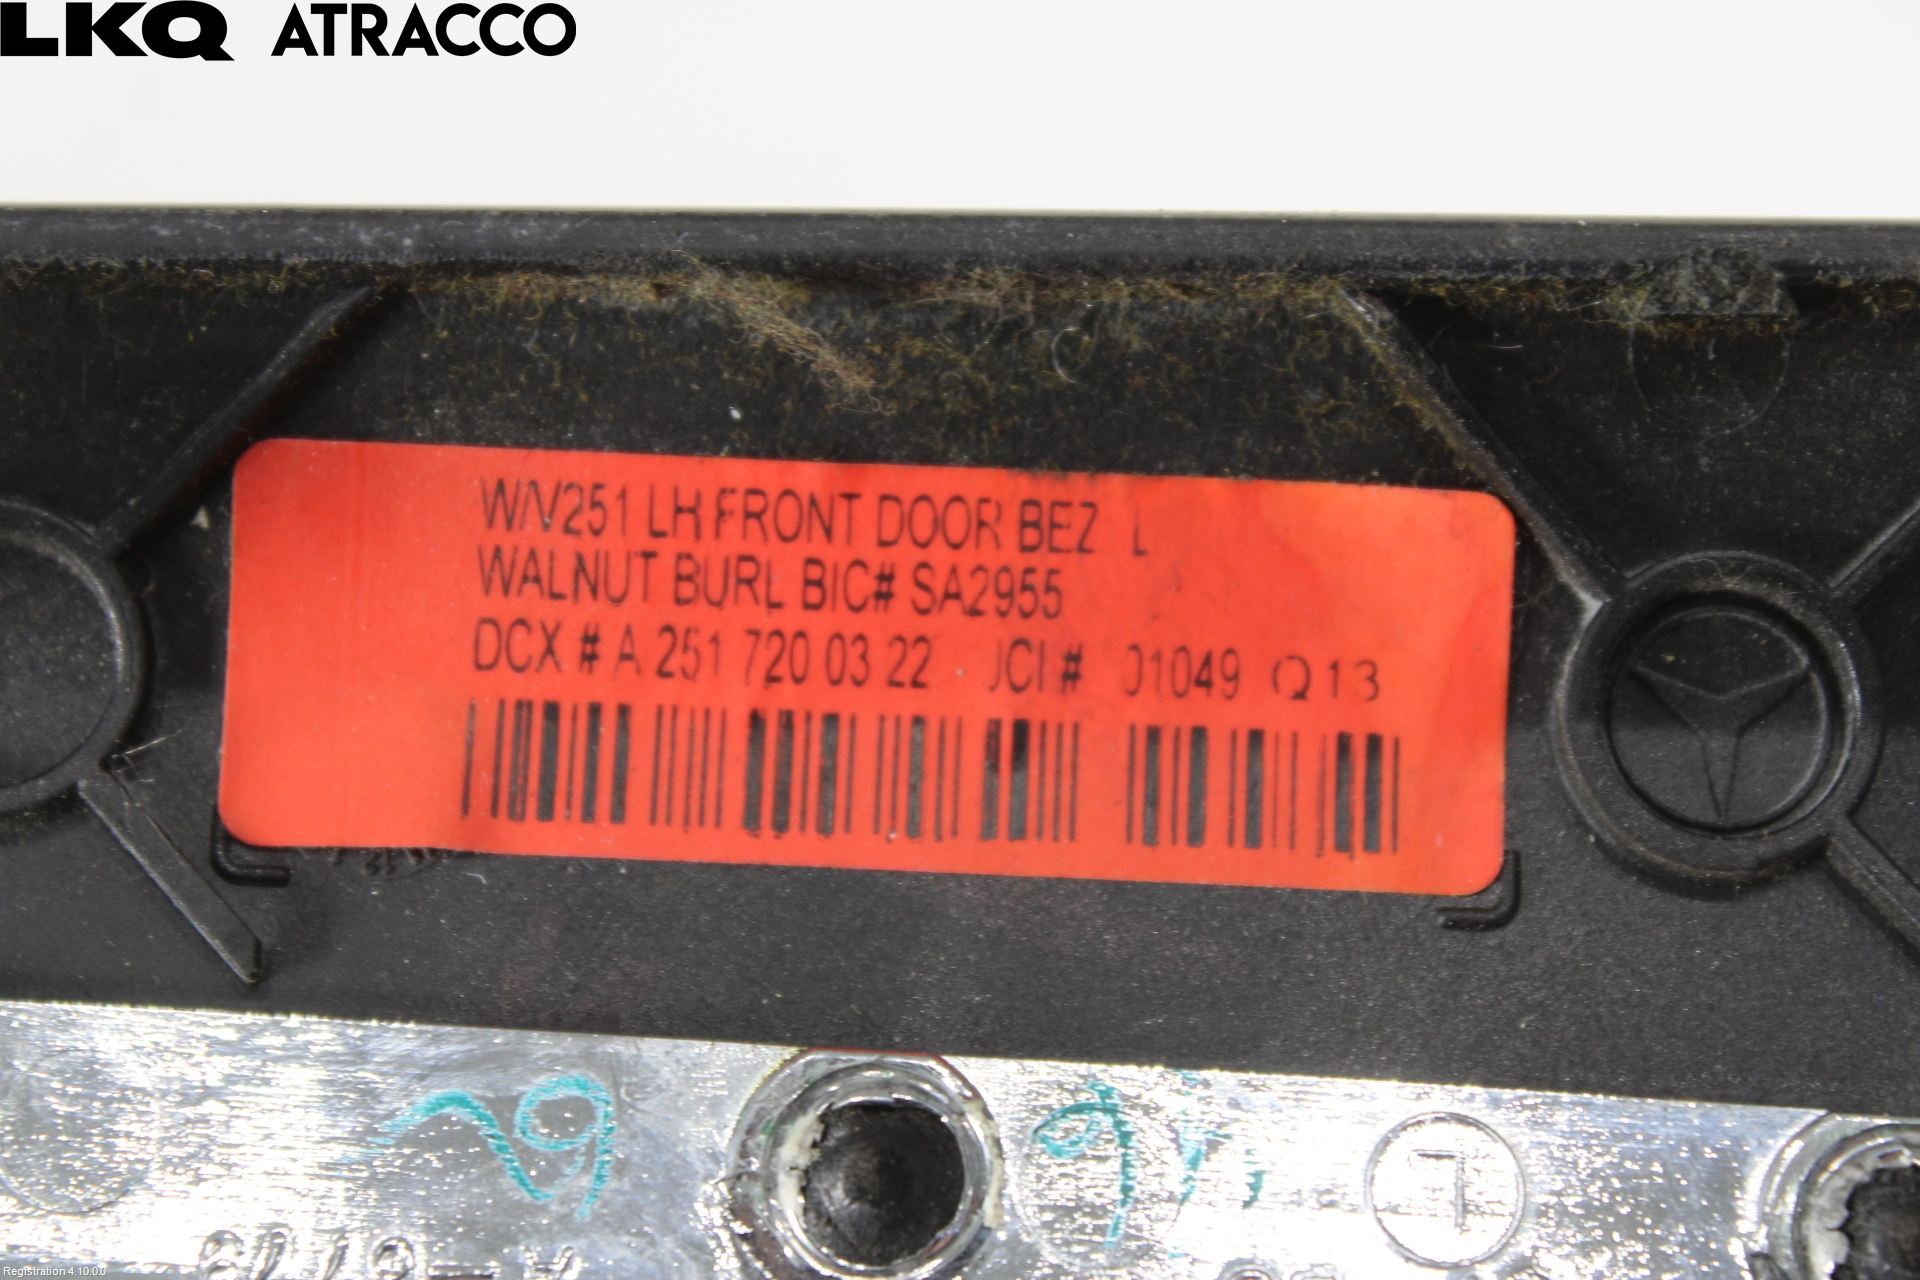 LKQ ATRACCO
W/V251 LH FRONT DOOR BEZ L
WALNUT BURL BIC# SA2955
DCX # A 251 720 03 22 JCI # 01049 Q13
L
Registration 4.10.0.0